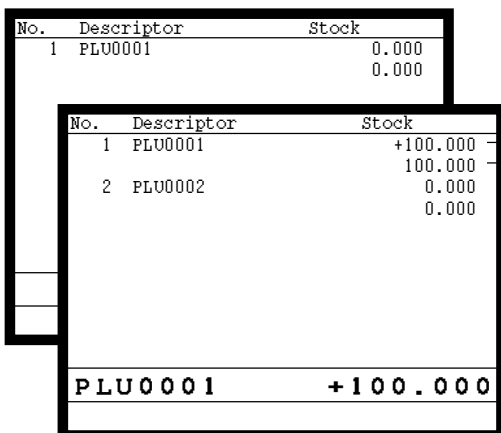 No. Descriptor Stock
1 PLU0001 0.000
0.000
No. Descriptor Stock
1 PLU0001 +100.000
100.000
2 PLU0002 0.000
0.000
PLU0001 +100.000